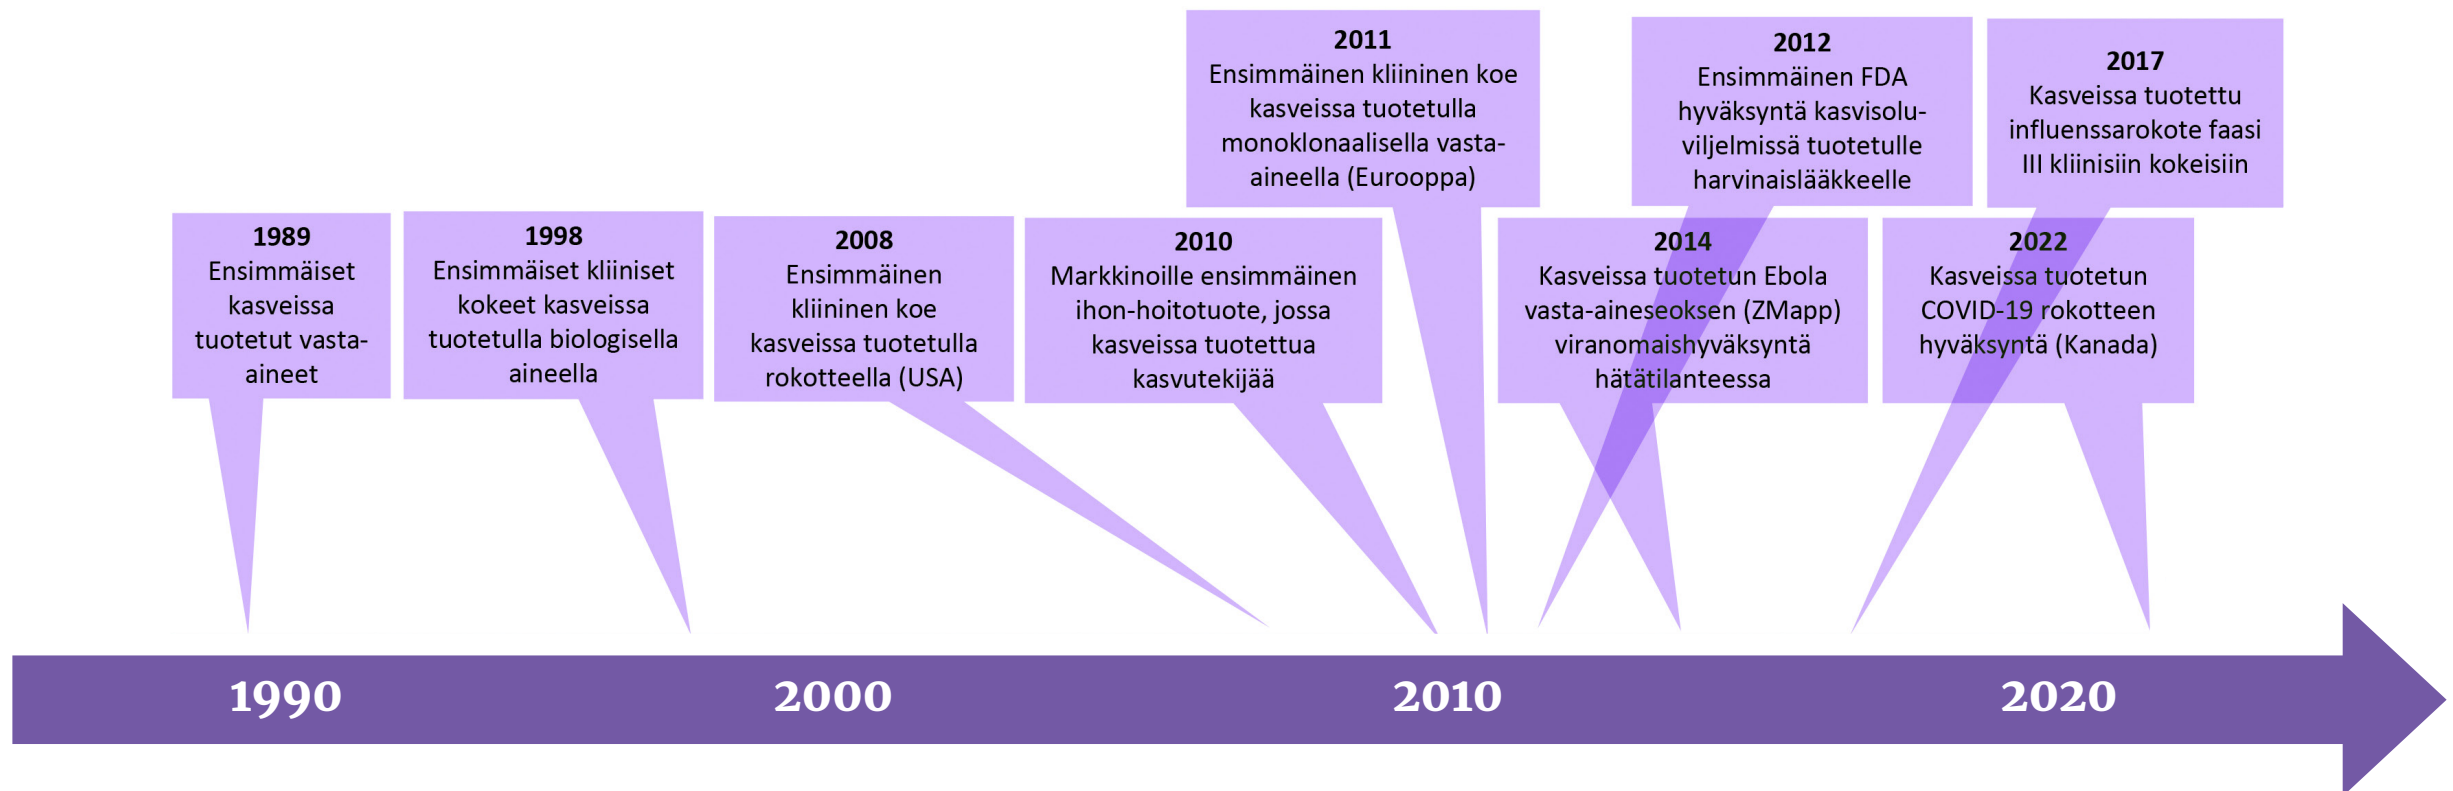 1989
Ensimmäiset
kasveissa
tuotetut vasta-
aineet
1998
Ensimmäiset kliiniset
kokeet kasveissa
tuotetulla biologisella
aineella
2008
Ensimmäinen
kliininen koe
kasveissa tuotetulla
rokotteella (USA)
2010
Markkinoille ensimmäinen
ihon-hoitotuote, jossa
kasveissa tuotettua
kasvutekijää
2011
Ensimmäinen kliininen koe
kasveissa tuotetulla
monoklonaalisella vasta-
aineella (Eurooppa)
2012
Ensimmäinen FDA
hyväksyntä kasvisolu-
viljelmissä tuotetulle
harvinaislääkkeelle
2014
Kasveissa tuotetun Ebola
vasta-aineseoksen (ZMapp)
viranomaishyväksyntä
hätätilanteessa
2017
Kasveissa tuotettu
influenssarokote faasi
III kliinisiin kokeisiin
2022
Kasveissa tuotetun
COVID-19 rokotteen
hyväksyntä (Kanada)
1990
2000
2010
2020